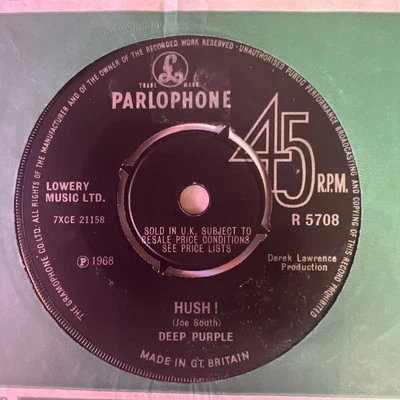 ALL RIGHTS OF THE MANUFACTURER AND OF THE OWNER OF THE RECORDED WORK RESERVED · UNAUTHORISED PUBLIC PERFORMANCE BROADCASTING AND COPYING OF THIS RECORD PROHIBITED
THE GRAMOPHONE CO. LTD.
£
TRADE MARK
PARLOPHONE
45
R.P.M.
LOWERY
MUSIC LTD.
7XCE 21158
R 5708
SOLD IN U.K. SUBJECT TO
RESALE PRICE CONDITIONS
SEE PRICE LISTS
Ⓟ 1968
Derek Lawrence
Production
HUSH !
(Joe South)
DEEP PURPLE
MADE IN GT. BRITAIN